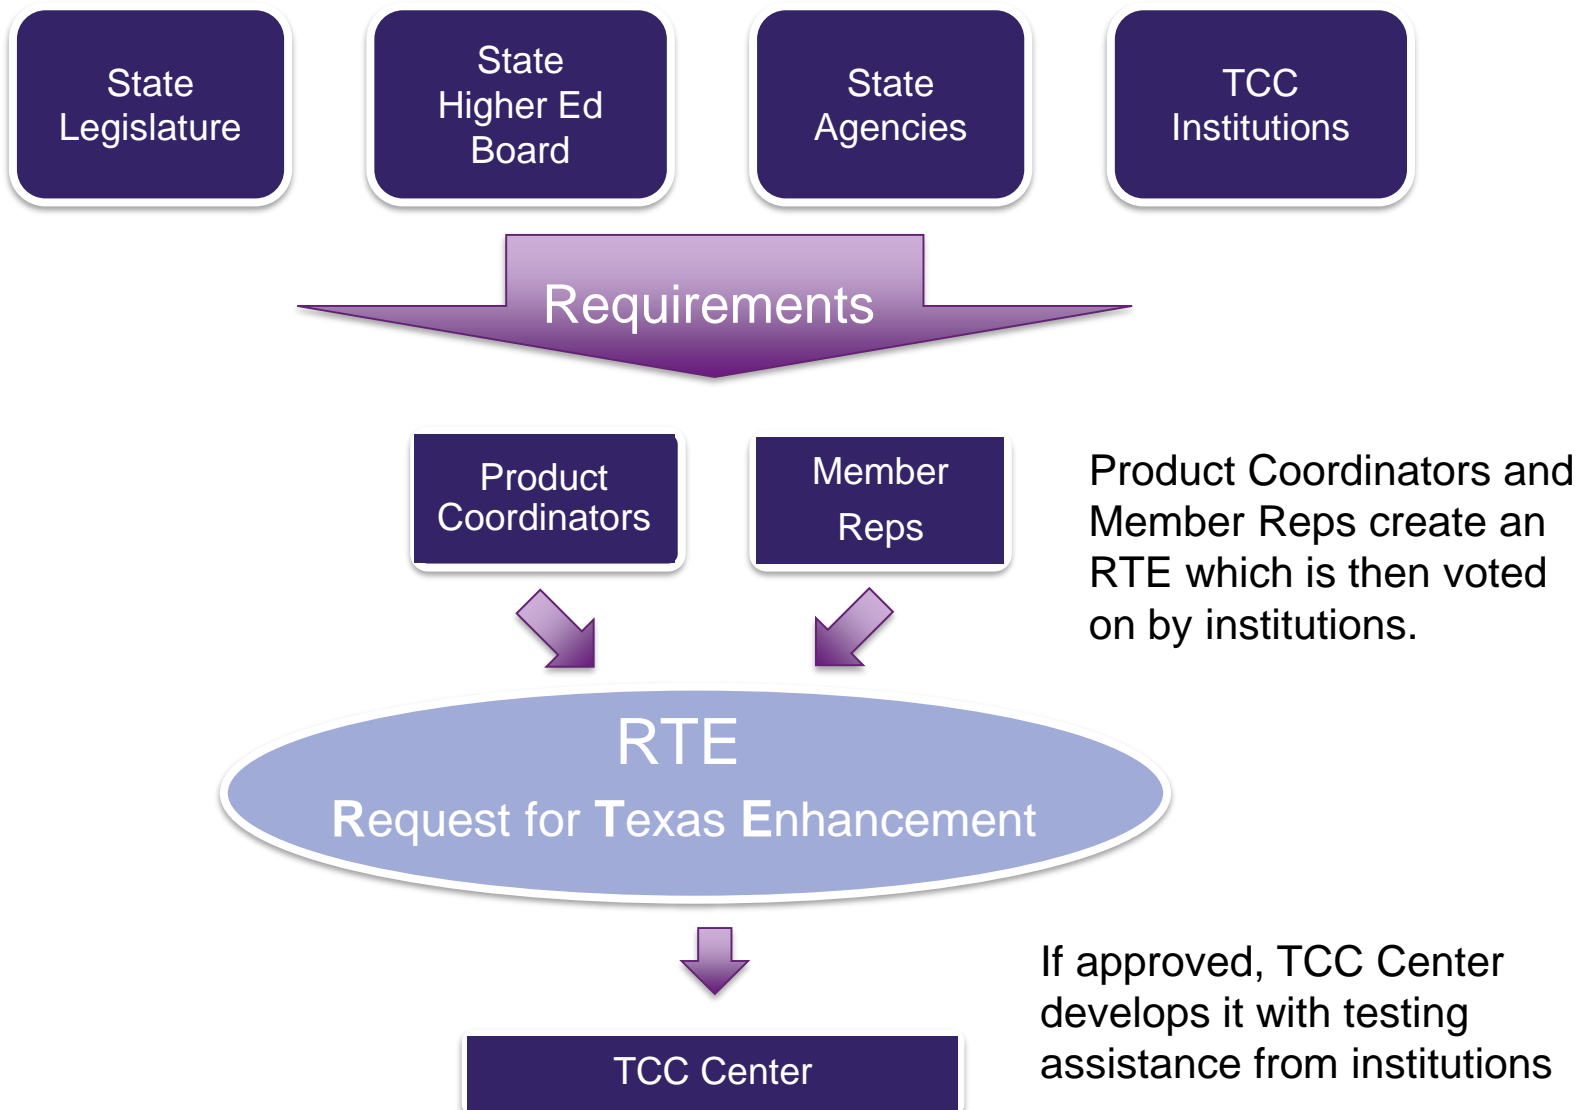 State
Legislature
State
Higher Ed
Board
State
Agencies
TCC
Institutions
Requirements
Product
Coordinators
Member
Reps
Product Coordinators and
Member Reps create an
RTE which is then voted
on by institutions.
RTE
Request for Texas Enhancement
If approved, TCC Center
develops it with testing
assistance from institutions
TCC Center